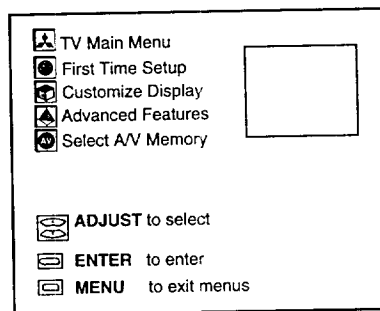 TV Main Menu
First Time Setup
Customize Display
Advanced Features
AV Select A/V Memory
ADJUST to select
ENTER to enter
MENU to exit menus